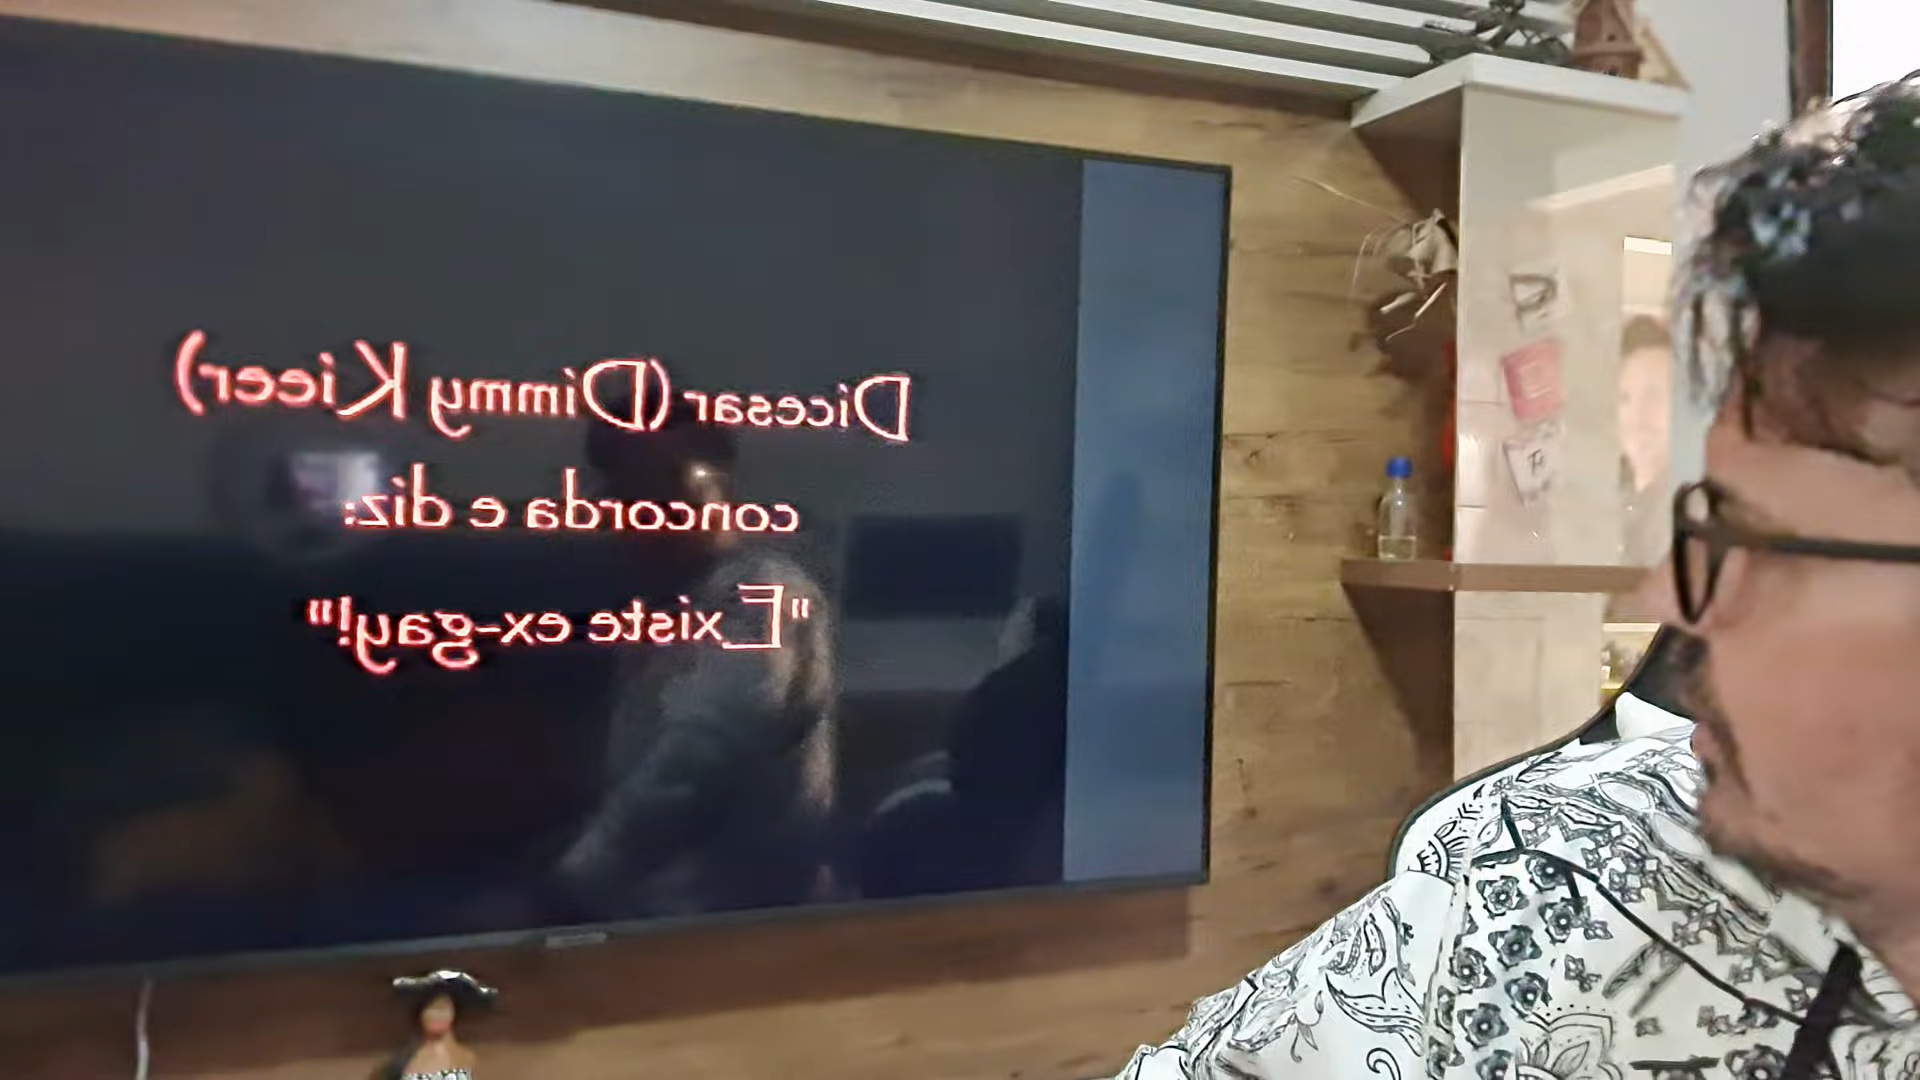 Dicesar (Dimmy Kieer)
concorda e diz:
"Existe ex-gay!"